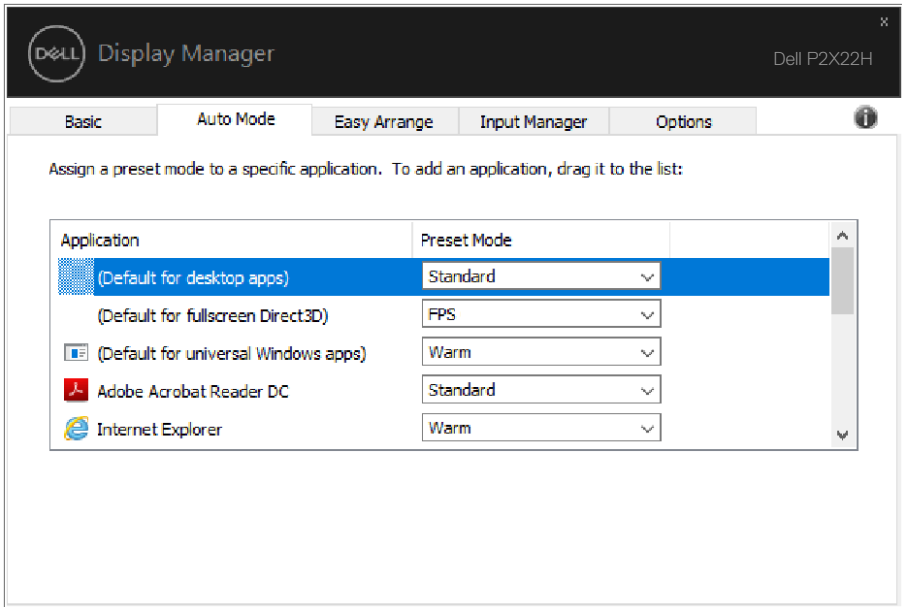 x
DELL Display Manager
Dell P2X22H
Basic Auto Mode Easy Arrange Input Manager Options
Assign a preset mode to a specific application. To add an application, drag it to the list:
Application Preset Mode
(Default for desktop apps) Standard
(Default for fullscreen Direct3D) FPS
(Default for universal Windows apps) Warm
Adobe Acrobat Reader DC Standard
Internet Explorer Warm